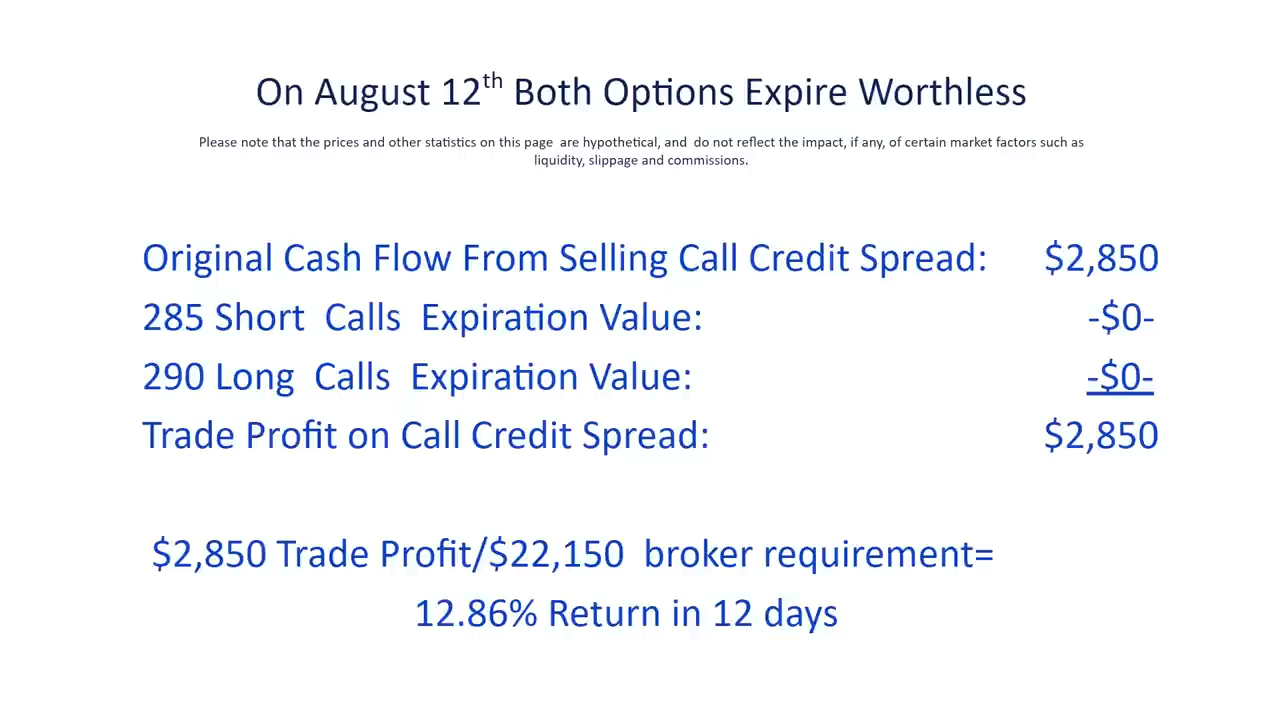 On August 12th Both Options Expire Worthless
Please note that the prices and other statistics on this page are hypothetical, and do not reflect the impact, if any, of certain market factors such as
liquidity, slippage and commissions.
Original Cash Flow From Selling Call Credit Spread: $2,850
285 Short Calls Expiration Value: -$0-
290 Long Calls Expiration Value: -$0-
Trade Profit on Call Credit Spread: $2,850
$2,850 Trade Profit/$22,150 broker requirement=
12.86% Return in 12 days